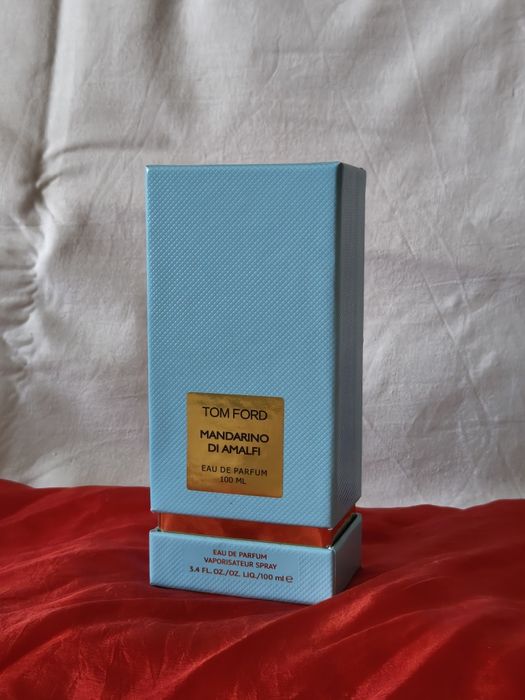 TOM FORD
MANDARINO
DI AMALFI
EAU DE PARFUM
100 ML
EAU DE PARFUM
VAPORISATEUR SPRAY
3.4 FL. OZ./OZ. LIQ./100 ml ℮